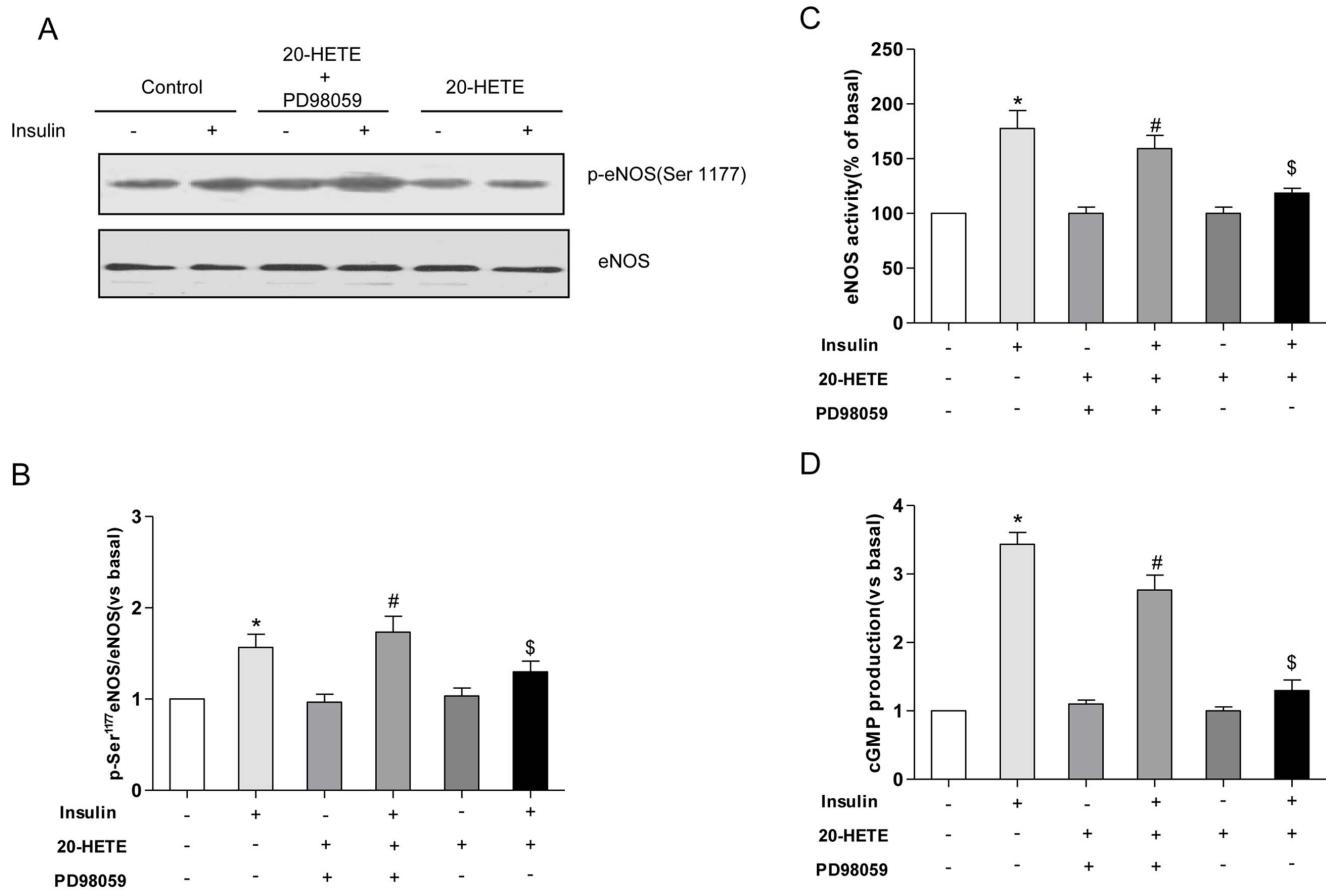 A
20-HETE
+
PD98059
Control
20-HETE
Insulin - + - + - +
p-eNOS(Ser 1177)
eNOS
B
p-Ser1177eNOS/eNOS(vs basal)
3
2
1
0
*
#
$
Insulin - + - + - +
20-HETE - - + + + +
PD98059 - - + + - -
C
eNOS activity(% of basal)
250
200
150
100
50
0
*
#
$
Insulin - + - + - +
20-HETE - - + + + +
PD98059 - - + + - -
D
cGMP production(vs basal)
4
3
2
1
0
*
#
$
Insulin - + - + - +
20-HETE - - + + + +
PD98059 - - + + - -